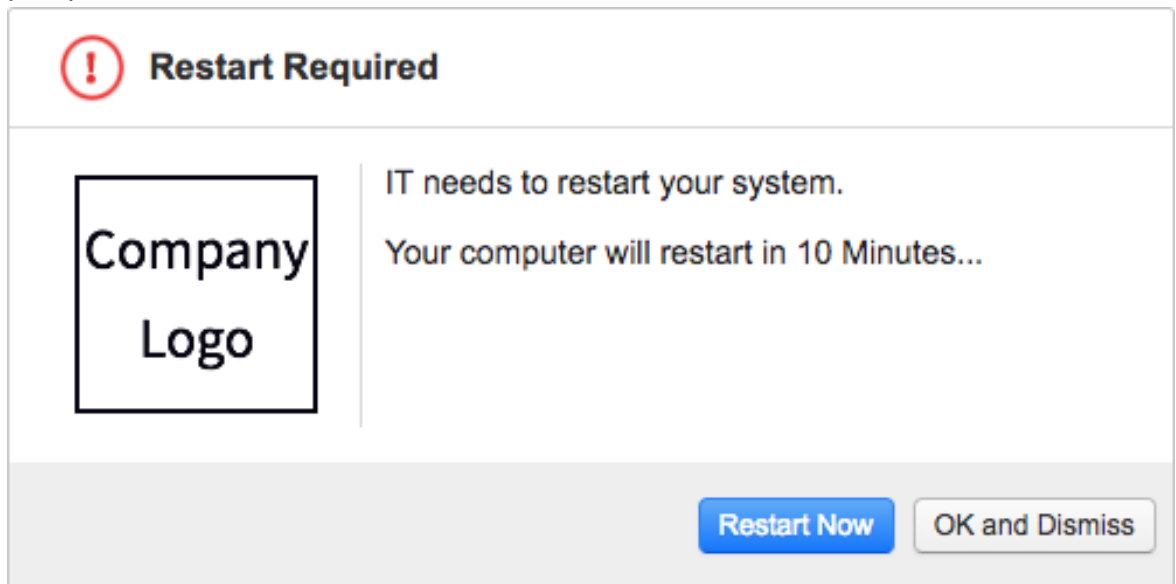 Restart Required
IT needs to restart your system.
Your computer will restart in 10 Minutes...
Company
Logo
Restart Now
OK and Dismiss